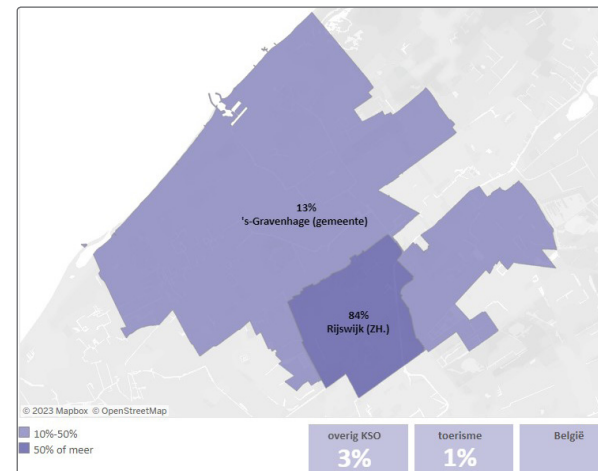 13%
's-Gravenhage (gemeente)
84%
Rijswijk (ZH.)
© 2023 Mapbox © OpenStreetMap
10%-50%
50% of meer
overig KSO toerisme België
3% 1%